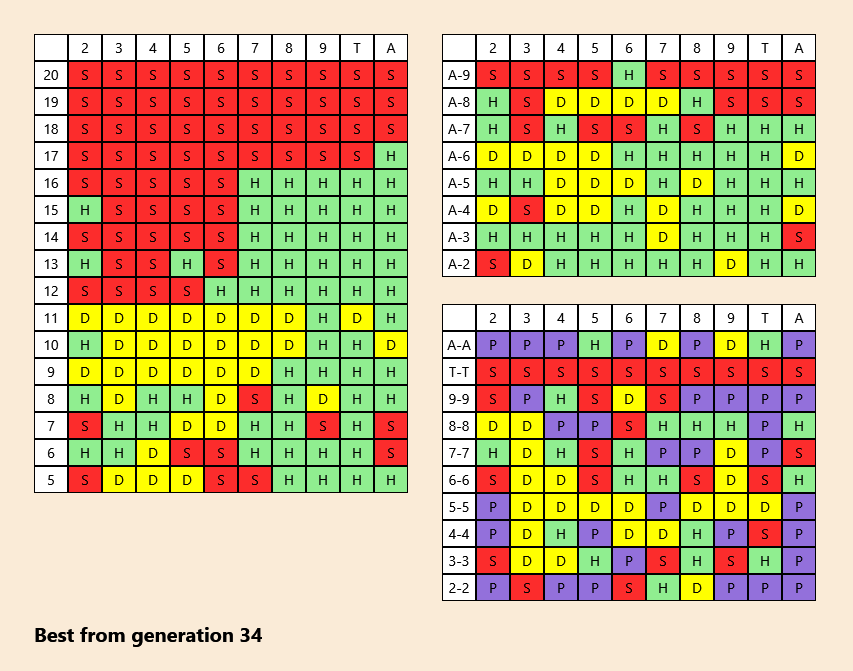 2 3 4 5 6 7 8 9 T A
20 S S S S S S S S S S
19 S S S S S S S S S S
18 S S S S S S S S S S
17 S S S S S S S S S H
16 S S S S S H H H H H
15 H S S S S H H H H H
14 S S S S S H H H H H
13 H S S H S H H H H H
12 S S S S H H H H H H
11 D D D D D D D H D H
10 H D D D D D D H H D
9 D D D D D D H H H H
8 H D H H D S H D H H
7 S H H D D H H S H S
6 H H D S S H H H H S
5 S D D D S S H H H H
2 3 4 5 6 7 8 9 T A
A-9 S S S S H S S S S S
A-8 H S D D D D H S S S
A-7 H S H S S H S H H H
A-6 D D D D H H H H H D
A-5 H H D D D H D H H H
A-4 D S D D H D H H H D
A-3 H H H H H D H H H S
A-2 S D H H H H H D H H
2 3 4 5 6 7 8 9 T A
A-A P P P H P D P D H P
T-T S S S S S S S S S S
9-9 S P H S D S P P P P
8-8 D D P P S H H H P H
7-7 H D H S H P P D P S
6-6 S D D S H H S D S H
5-5 P D D D D P D D D P
4-4 P D H P D D H P S P
3-3 S D D H P S H S H P
2-2 P S P P S H D P P P
Best from generation 34